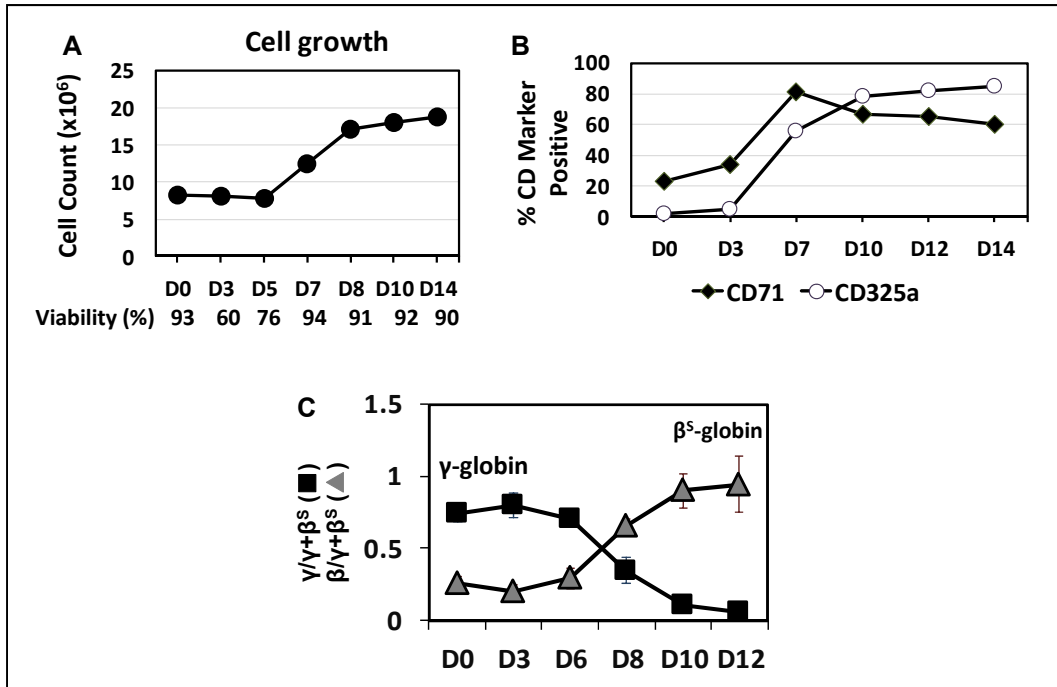 A
Cell growth
Cell Count (x10⁶)
25
20
15
10
5
0
D0 D3 D5 D7 D8 D10 D14
Viability (%) 93 60 76 94 91 92 90
B
% CD Marker
Positive
100
80
60
40
20
0
D0 D3 D7 D10 D12 D14
CD71 CD325a
C
γ/γ+βˢ (■)
β/γ+βˢ (▲)
1.5
1
0.5
0
γ-globin
βˢ-globin
D0 D3 D6 D8 D10 D12